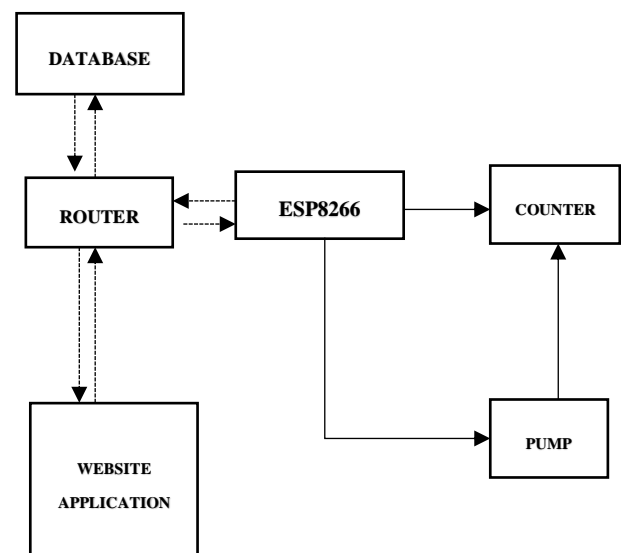 DATABASE
ROUTER
ESP8266
COUNTER
WEBSITE
APPLICATION
PUMP